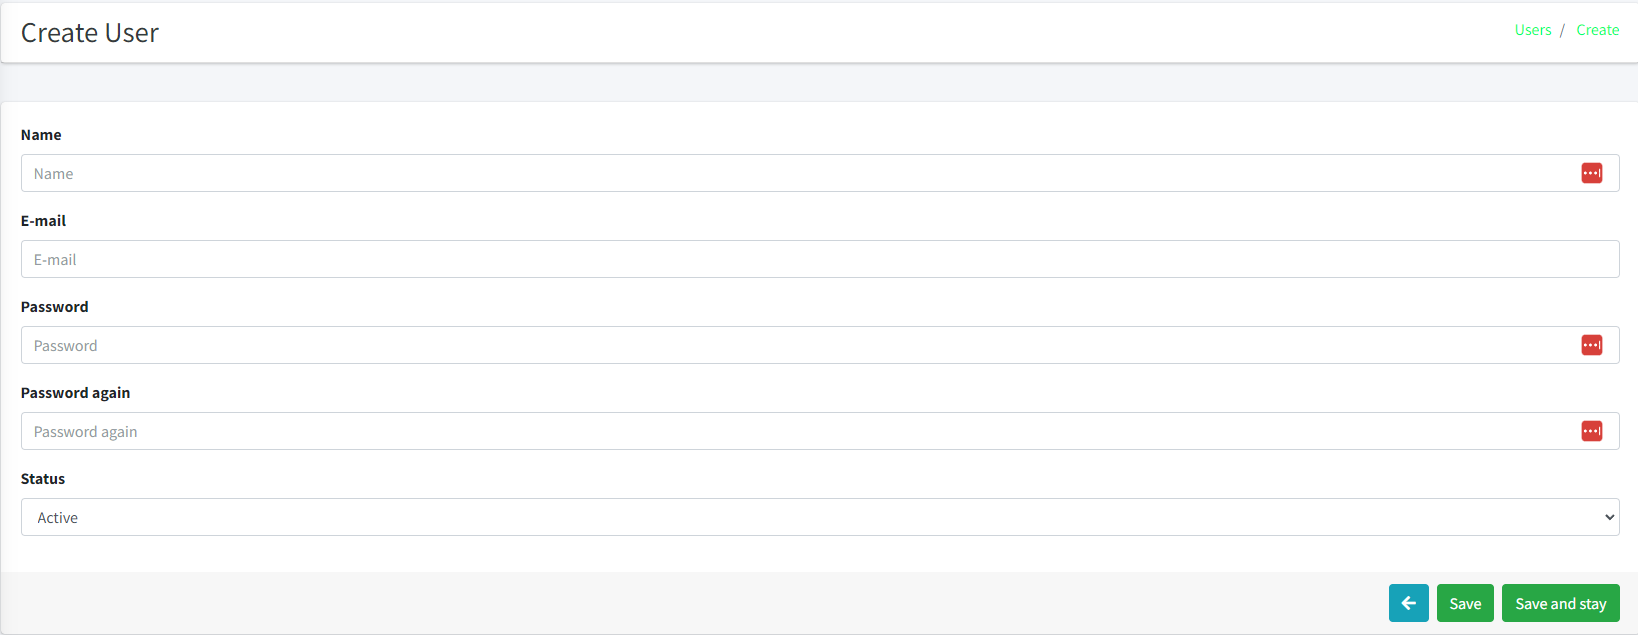 Create User
Users / Create
Name
Name
E-mail
E-mail
Password
Password
Password again
Password again
Status
Active
Save
Save and stay